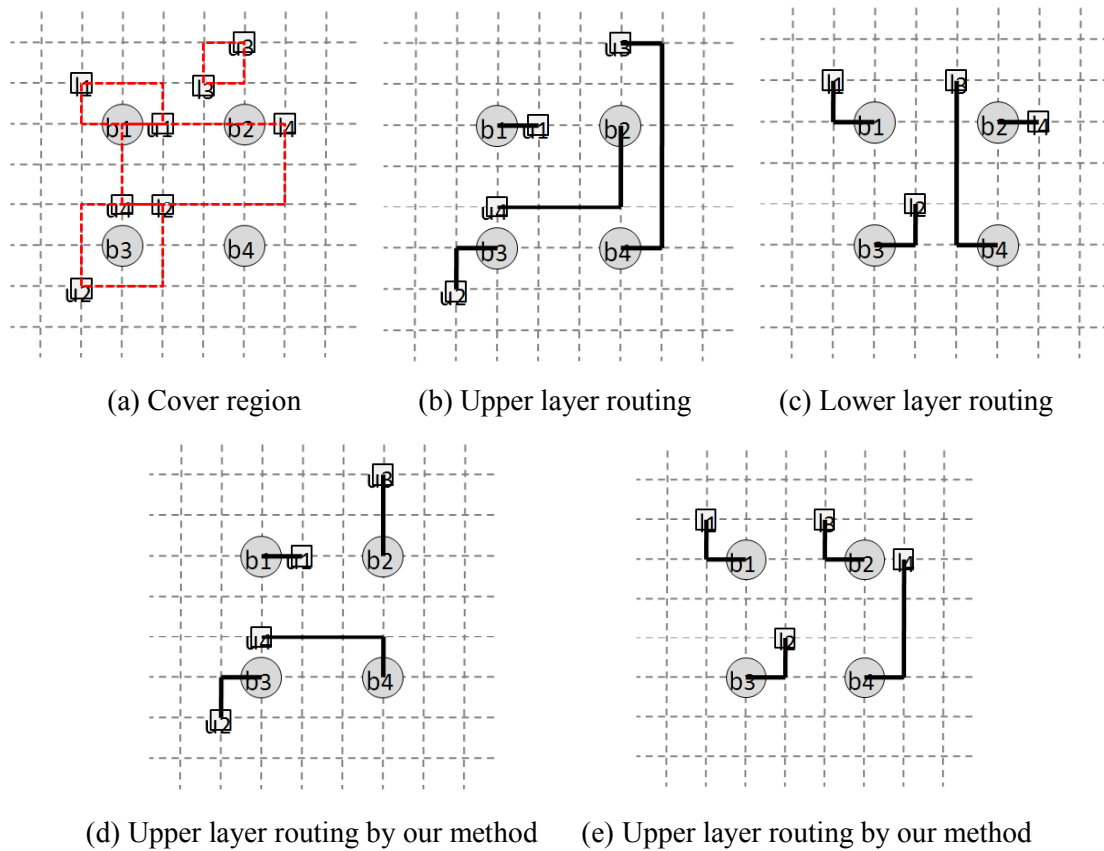 u3
l1 l3
b1 u1 b2 l4
u4 l2
b3 b4
u2
(a) Cover region
u3
b1 u1 b2
u4
b3 b4
u2
(b) Upper layer routing
l1 l3
b1 b2 l4
l2
b3 b4
(c) Lower layer routing
u3
b1 u1 b2
u4
b3 b4
u2
(d) Upper layer routing by our method
l1 l3
b1 b2 l4
l2
b3 b4
(e) Upper layer routing by our method